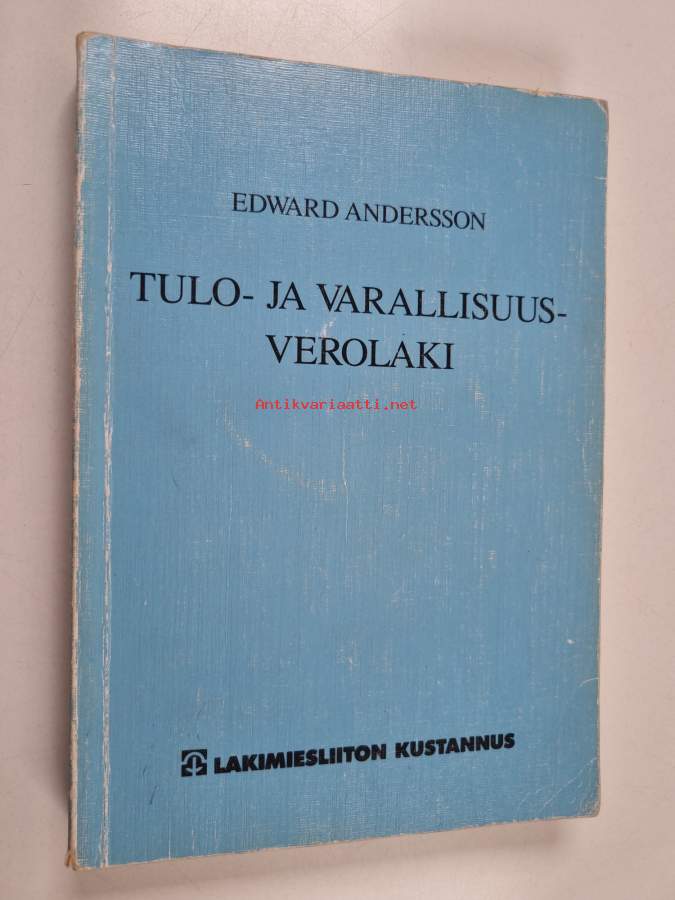 EDWARD ANDERSSON
TULO- JA VARALLISUUS-
VEROLAKI
Antikvariaatti.net
LAKIMIESLIITON KUSTANNUS